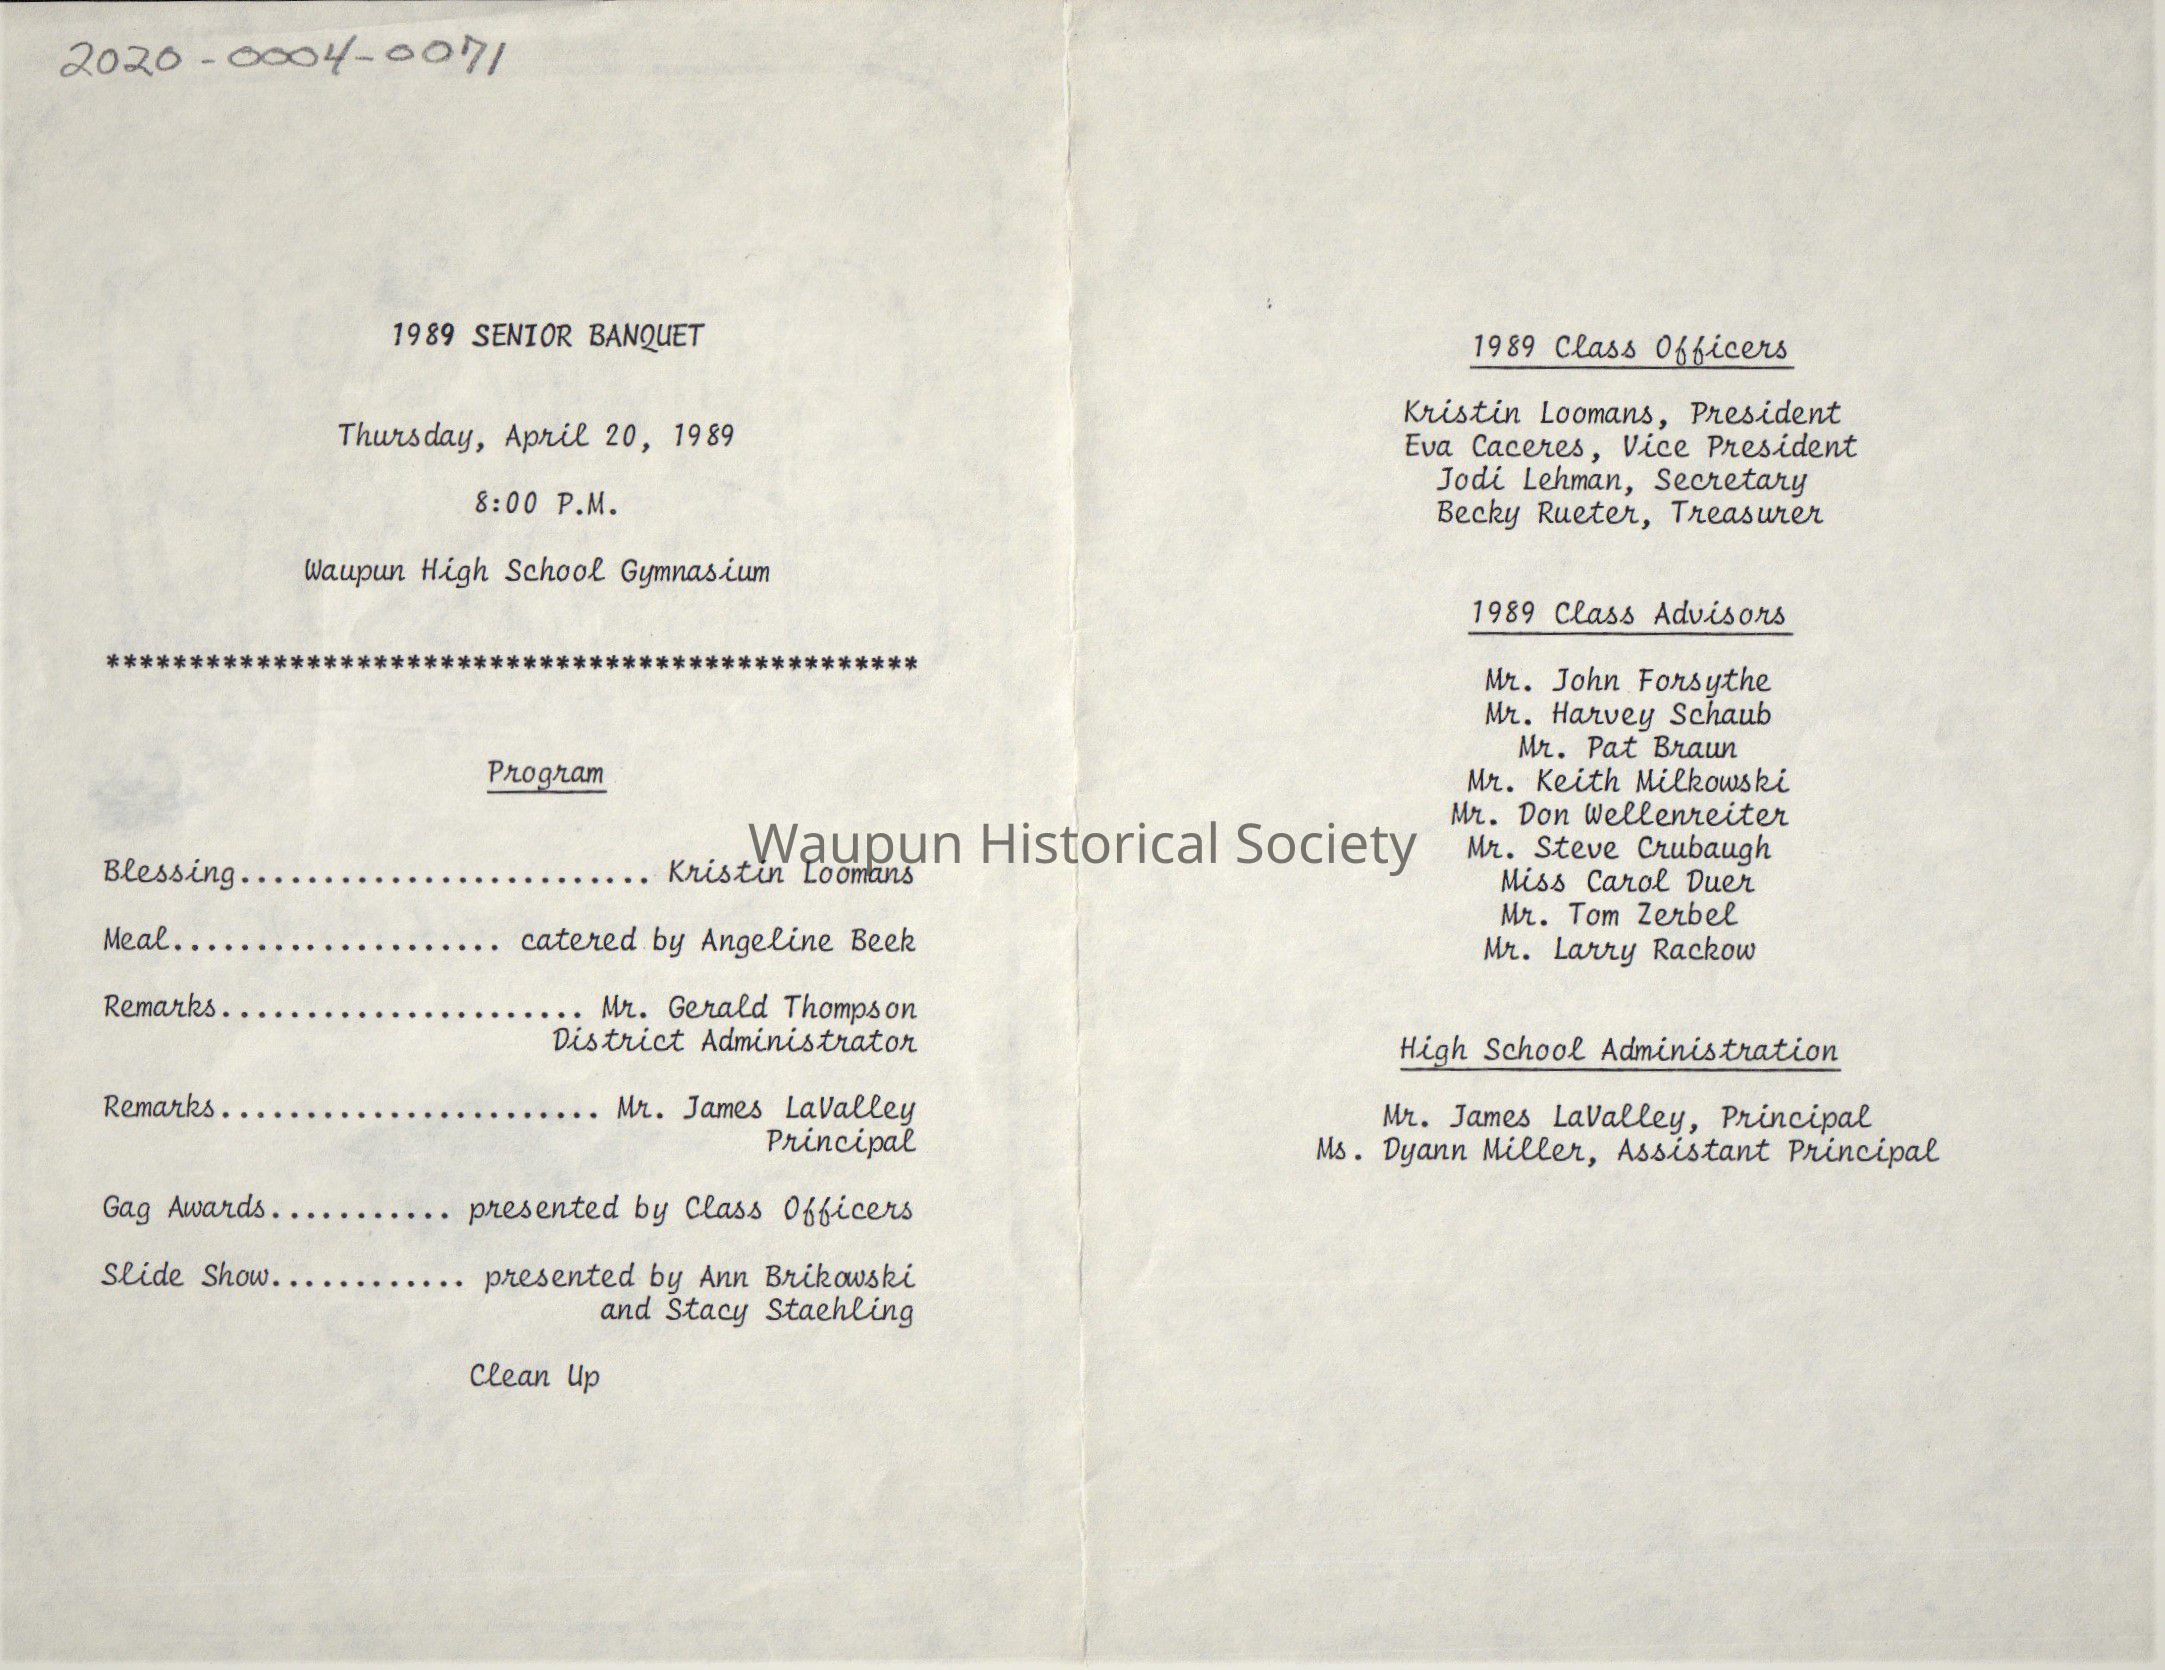 2020-0004-0071
1989 SENIOR BANQUET
Thursday, April 20, 1989
8:00 P.M.
Waupun High School Gymnasium
*************************************************
Program
Blessing......................... Kristin Loomans
Meal.................... catered by Angeline Beek
Remarks...................... Mr. Gerald Thompson
District Administrator
Remarks....................... Mr. James LaValley
Principal
Gag Awards........... presented by Class Officers
Slide Show............ presented by Ann Brikowski
and Stacy Staehling
Clean Up
1989 Class Officers
Kristin Loomans, President
Eva Caceres, Vice President
Jodi Lehman, Secretary
Becky Rueter, Treasurer
1989 Class Advisors
Mr. John Forsythe
Mr. Harvey Schaub
Mr. Pat Braun
Mr. Keith Milkowski
Mr. Don Wellenreiter
Mr. Steve Crubaugh
Miss Carol Duer
Mr. Tom Zerbel
Mr. Larry Rackow
High School Administration
Mr. James LaValley, Principal
Ms. Dyann Miller, Assistant Principal
Waupun Historical Society